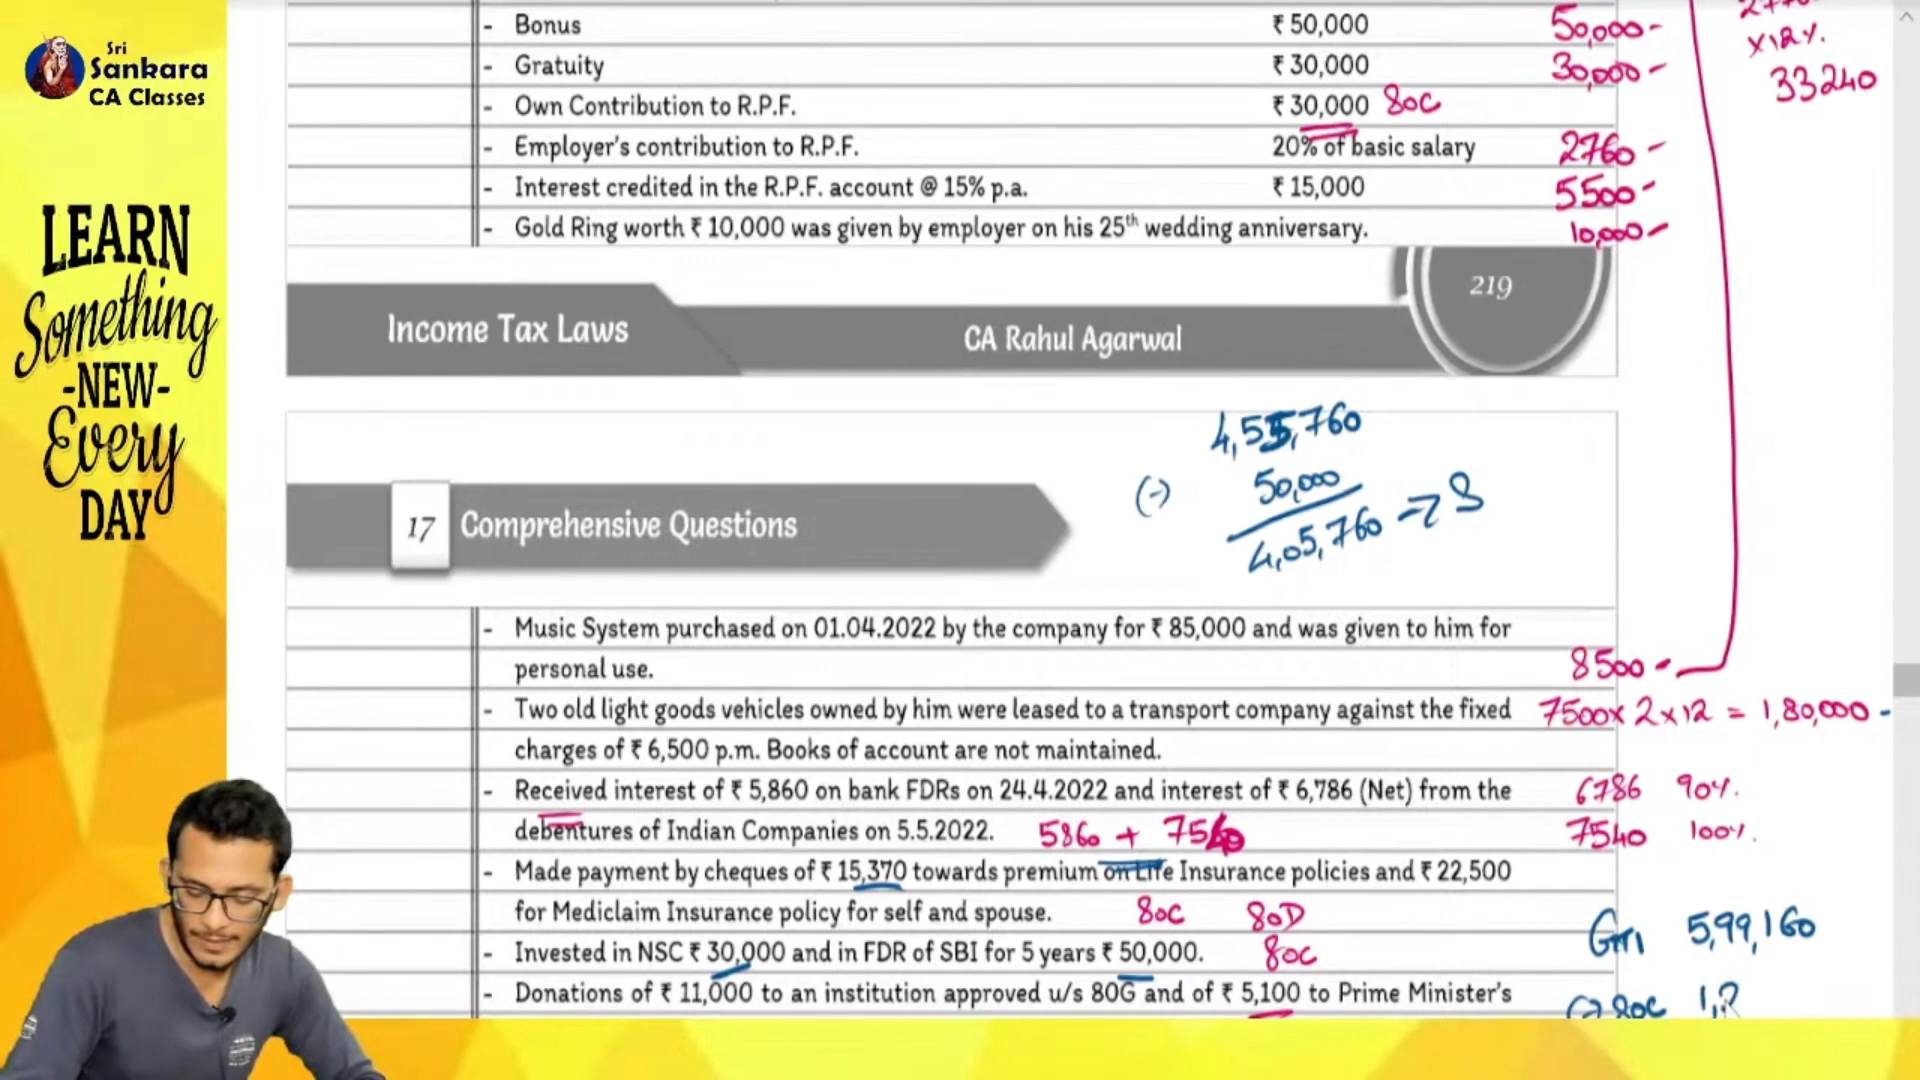 Sri
Sankara
CA Classes
LEARN
Something
-NEW-
Every
DAY
- Bonus ₹ 50,000 50,000-
- Gratuity ₹ 30,000 30,000-
- Own Contribution to R.P.F. ₹ 30,000 80C
- Employer's contribution to R.P.F. 20% of basic salary 2760-
- Interest credited in the R.P.F. account @ 15% p.a. ₹ 15,000 5500-
- Gold Ring worth ₹ 10,000 was given by employer on his 25th wedding anniversary. 10,000-
x12%.
33240
219
Income Tax Laws
CA Rahul Agarwal
4,55,760
(-) 50,000
4,05,760 → S
17 Comprehensive Questions
- Music System purchased on 01.04.2022 by the company for ₹ 85,000 and was given to him for
personal use. 8500-
- Two old light goods vehicles owned by him were leased to a transport company against the fixed 7500x 2x12 = 1,80,000-
charges of ₹ 6,500 p.m. Books of account are not maintained.
- Received interest of ₹ 5,860 on bank FDRs on 24.4.2022 and interest of ₹ 6,786 (Net) from the 6786 90%.
debentures of Indian Companies on 5.5.2022. 5860 + 7540 7540 100%.
- Made payment by cheques of ₹ 15,370 towards premium on Life Insurance policies and ₹ 22,500
for Mediclaim Insurance policy for self and spouse. 80C 80D
GTI 5,99,160
- Invested in NSC ₹ 30,000 and in FDR of SBI for 5 years ₹ 50,000. 80C
- Donations of ₹ 11,000 to an institution approved u/s 80G and of ₹ 5,100 to Prime Minister's
(-) 80C